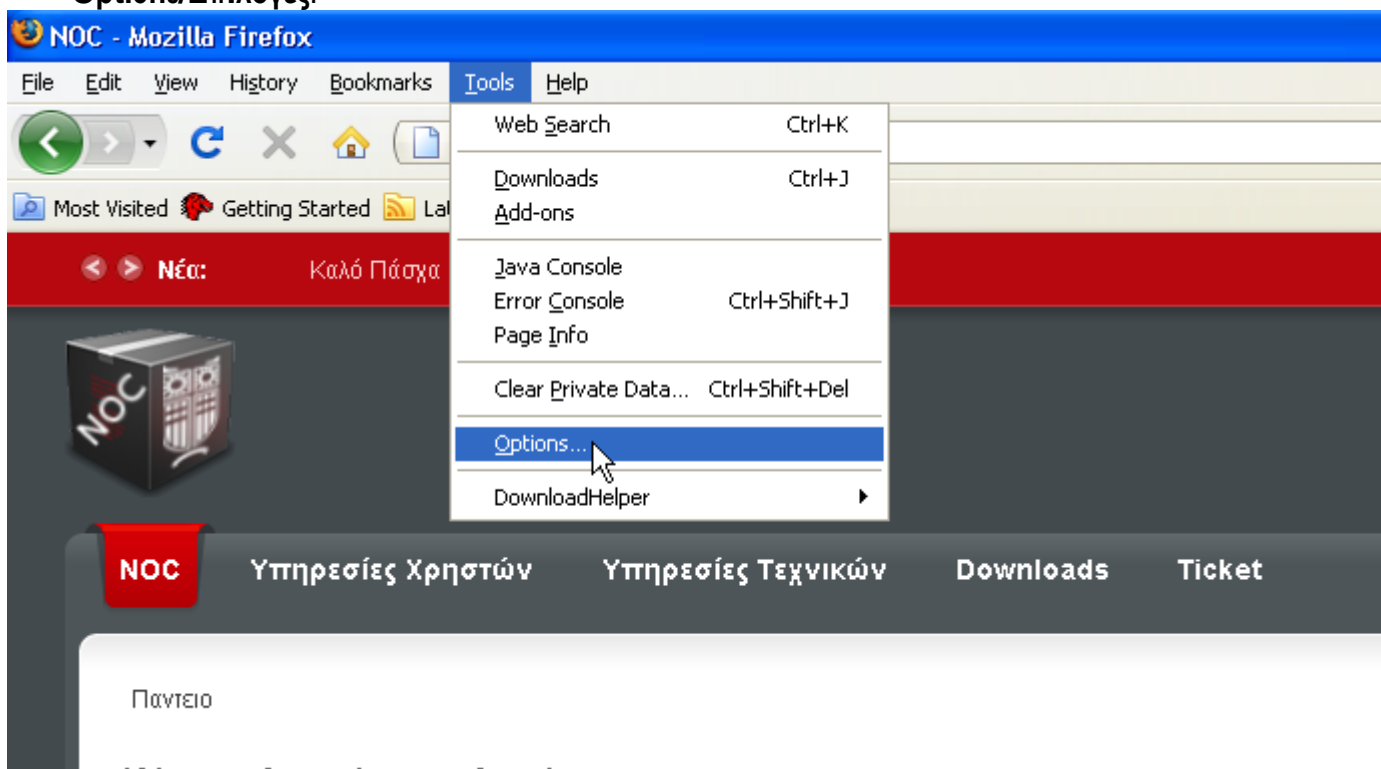 Options/Επιλογές.
NOC - Mozilla Firefox
File Edit View History Bookmarks Tools Help
Web Search Ctrl+K
Downloads Ctrl+J
Add-ons
Java Console
Error Console Ctrl+Shift+J
Page Info
Clear Private Data... Ctrl+Shift+Del
Options...
DownloadHelper
Most Visited Getting Started
Νέα: Καλό Πάσχα
NOC
NOC Υπηρεσίες Χρηστών Υπηρεσίες Τεχνικών Downloads Ticket
Παντειο